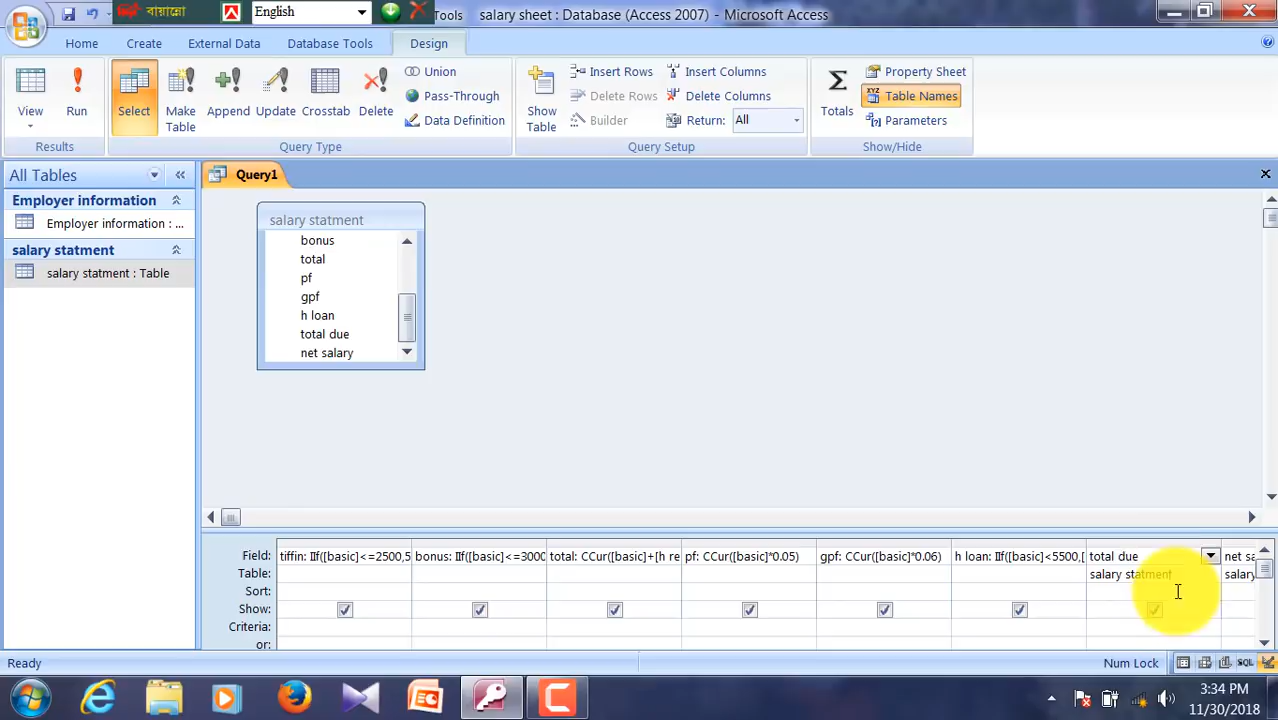 বায়ান্নো
English
Tools
salary sheet : Database (Access 2007) - Microsoft Access
Home
Create
External Data
Database Tools
Design
View
Run
Select
Make Table
Append
Update
Crosstab
Delete
Union
Pass-Through
Data Definition
Show Table
Insert Rows
Delete Rows
Builder
Insert Columns
Delete Columns
Return: All
Totals
Property Sheet
Table Names
Parameters
Results
Query Type
Query Setup
Show/Hide
All Tables
Query1
Employer information
Employer information : ...
salary statment
salary statment : Table
salary statment
bonus
total
pf
gpf
h loan
total due
net salary
Field: tiffin: IIf([basic]<=2500,5 bonus: IIf([basic]<=3000 total: CCur([basic]+[h re pf: CCur([basic]*0.05) gpf: CCur([basic]*0.06) h loan: IIf([basic]<5500,[ total due net sa
Table: salary statment salary
Sort:
Show:
Criteria:
or:
Ready
Num Lock
SQL
3:34 PM
11/30/2018